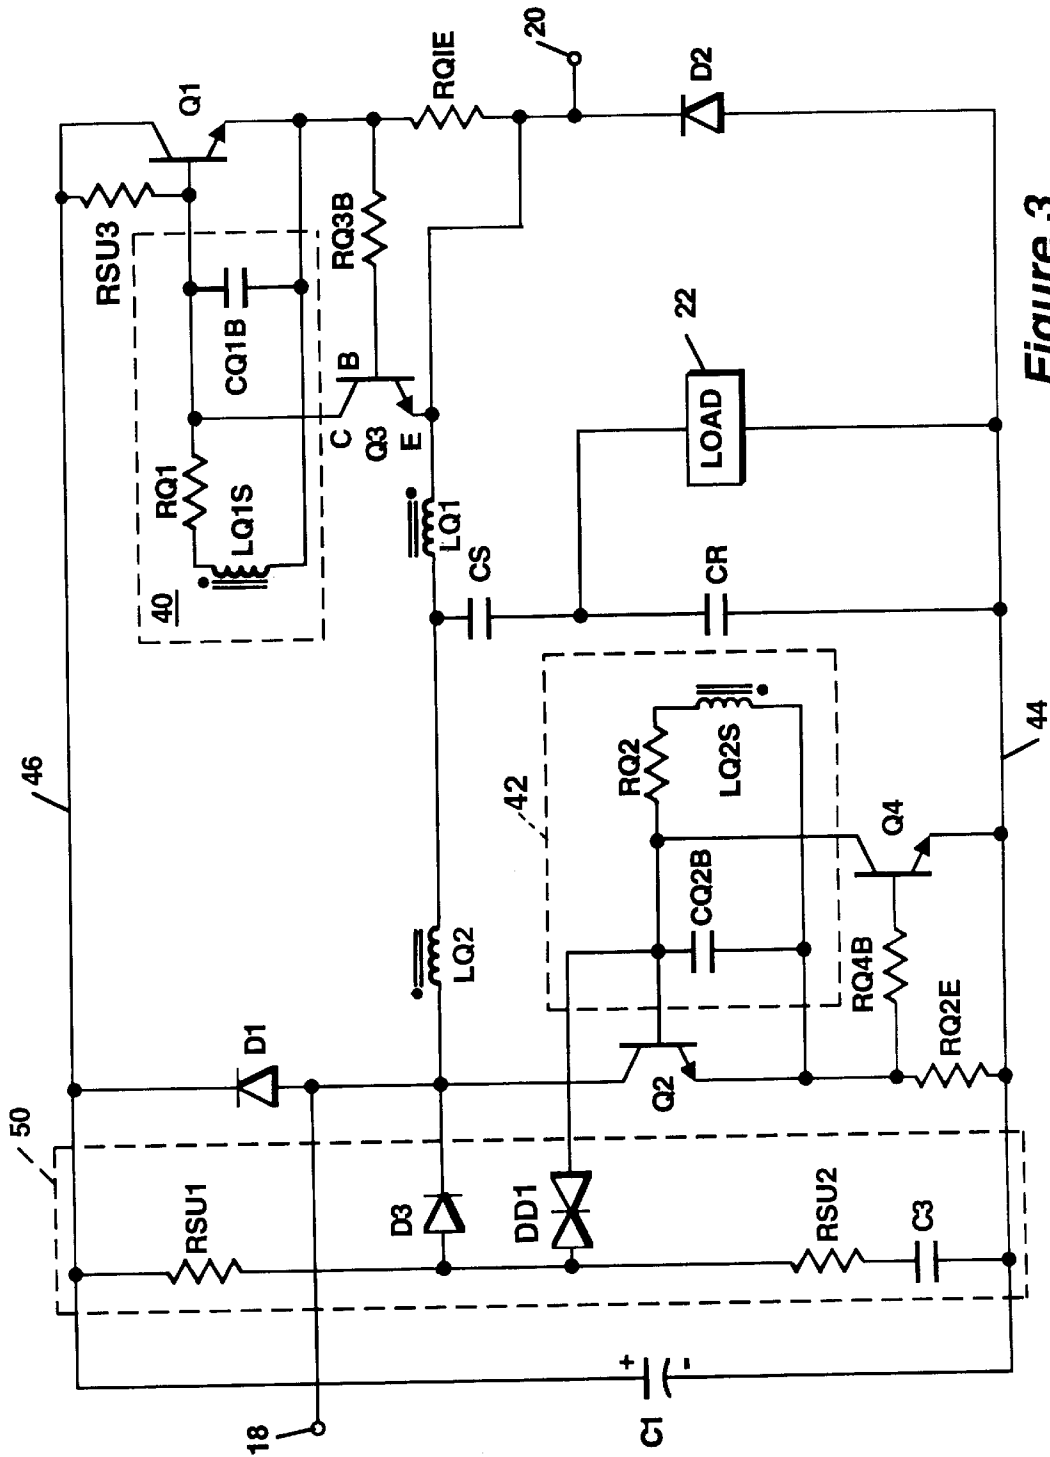 46
50
18
C1
+
-
RSU1
D3
DD1
RSU2
C3
D1
LQ2
Q2
42
RQ2
LQ2S
CQ2B
RQ4B
Q4
RQ2E
44
40
RQ1
LQ1S
CQ1B
RSU3
Q1
C
B
Q3
E
RQ3B
RQIE
20
LQ1
CS
CR
LOAD
22
D2
Figure 3